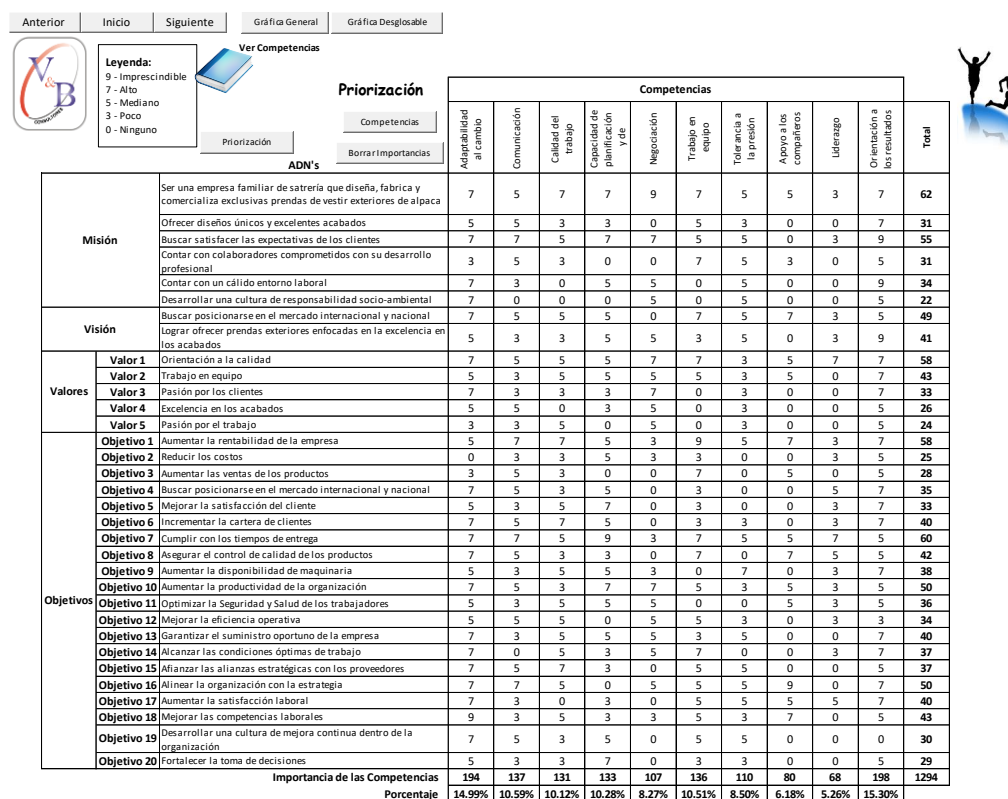 Anterior Inicio Siguiente Gráfica General Gráfica Desglosable
Ver Competencias
V&B
CONSULTORES
Leyenda:
9 - Imprescindible
7 - Alto
5 - Mediano
3 - Poco
0 - Ninguno
Priorización
Priorización
Competencias
Borrar Importancias
ADN's
Competencias
Adaptabilidad al cambio
Comunicación
Calidad del trabajo
Capacidad de planificación y de
Negociación
Trabajo en equipo
Tolerancia a la presión
Apoyo a los compañeros
Liderazgo
Orientación a los resultados
Total
Misión
Ser una empresa familiar de satrería que diseña, fabrica y
comercializa exclusivas prendas de vestir exteriores de alpaca 7 5 7 7 9 7 5 5 3 7 62
Ofrecer diseños únicos y excelentes acabados 5 5 3 3 0 5 3 0 0 7 31
Buscar satisfacer las expectativas de los clientes 7 7 5 7 7 5 5 0 3 9 55
Contar con colaboradores comprometidos con su desarrollo
profesional 3 5 3 0 0 7 5 3 0 5 31
Contar con un cálido entorno laboral 7 3 0 5 5 0 5 0 0 9 34
Desarrollar una cultura de responsabilidad socio-ambiental 7 0 0 0 5 0 5 0 0 5 22
Visión
Buscar posicionarse en el mercado internacional y nacional 7 5 5 5 0 7 5 7 3 5 49
Lograr ofrecer prendas exteriores enfocadas en la excelencia en
los acabados 5 3 3 5 5 3 5 0 3 9 41
Valores
Valor 1 Orientación a la calidad 7 5 5 5 7 7 3 5 7 7 58
Valor 2 Trabajo en equipo 5 3 5 5 5 5 3 5 0 7 43
Valor 3 Pasión por los clientes 7 3 3 3 7 0 3 0 0 7 33
Valor 4 Excelencia en los acabados 5 5 0 3 5 0 3 0 0 5 26
Valor 5 Pasión por el trabajo 3 3 5 0 5 0 3 0 0 5 24
Objetivos
Objetivo 1 Aumentar la rentabilidad de la empresa 5 7 7 5 3 9 5 7 3 7 58
Objetivo 2 Reducir los costos 0 3 3 5 3 3 0 0 3 5 25
Objetivo 3 Aumentar las ventas de los productos 3 5 3 0 0 7 0 5 0 5 28
Objetivo 4 Buscar posicionarse en el mercado internacional y nacional 7 5 3 5 0 3 0 0 5 7 35
Objetivo 5 Mejorar la satisfacción del cliente 5 3 5 7 0 3 0 0 3 7 33
Objetivo 6 Incrementar la cartera de clientes 7 5 7 5 0 3 3 0 3 7 40
Objetivo 7 Cumplir con los tiempos de entrega 7 7 5 9 3 7 5 5 7 5 60
Objetivo 8 Asegurar el control de calidad de los productos 7 5 3 3 0 7 0 7 5 5 42
Objetivo 9 Aumentar la disponibilidad de maquinaria 5 3 5 5 3 0 7 0 3 7 38
Objetivo 10 Aumentar la productividad de la organización 7 5 3 7 7 5 3 5 3 5 50
Objetivo 11 Optimizar la Seguridad y Salud de los trabajadores 5 3 5 5 5 0 0 5 3 5 36
Objetivo 12 Mejorar la eficiencia operativa 5 5 5 0 5 5 3 0 3 3 34
Objetivo 13 Garantizar el suministro oportuno de la empresa 7 3 5 5 5 3 5 0 0 7 40
Objetivo 14 Alcanzar las condiciones óptimas de trabajo 7 0 5 3 5 7 0 0 3 7 37
Objetivo 15 Afianzar las alianzas estratégicas con los proveedores 7 5 7 3 0 5 5 0 0 5 37
Objetivo 16 Alinear la organización con la estrategia 7 7 5 0 5 5 5 9 0 7 50
Objetivo 17 Aumentar la satisfacción laboral 7 3 0 3 0 5 5 5 5 7 40
Objetivo 18 Mejorar las competencias laborales 9 3 5 3 3 5 3 7 0 5 43
Objetivo 19 Desarrollar una cultura de mejora continua dentro de la
organización 7 5 3 5 0 5 5 0 0 0 30
Objetivo 20 Fortalecer la toma de decisiones 5 3 3 7 0 3 3 0 0 5 29
Importancia de las Competencias 194 137 131 133 107 136 110 80 68 198 1294
Porcentaje 14.99% 10.59% 10.12% 10.28% 8.27% 10.51% 8.50% 6.18% 5.26% 15.30%